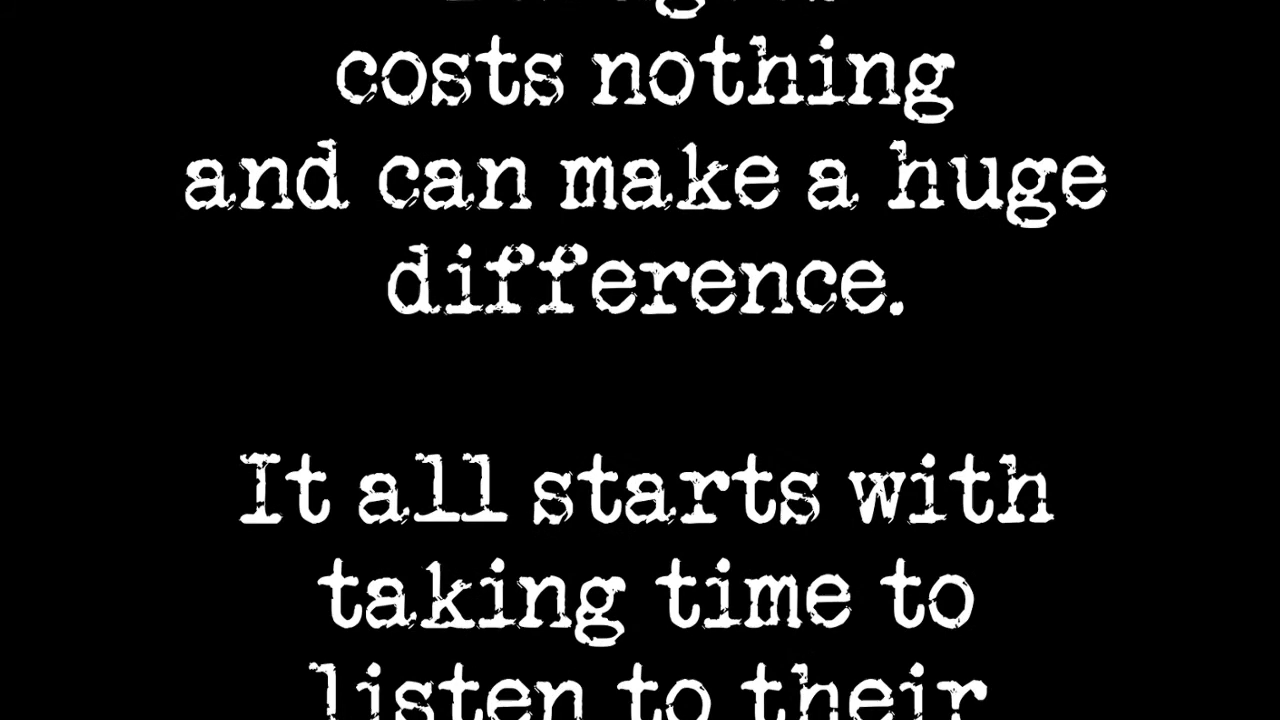 costs nothing
and can make a huge
difference.
It all starts with
taking time to
listen to their